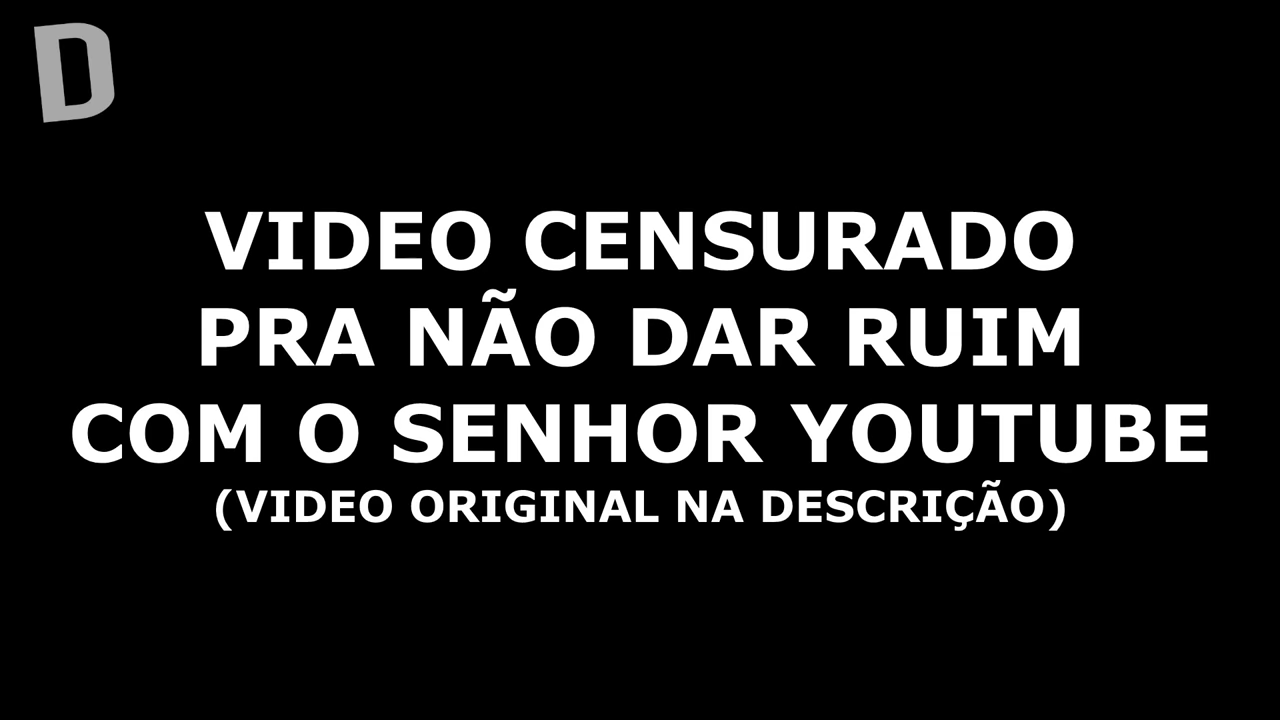 D
VIDEO CENSURADO
PRA NÃO DAR RUIM
COM O SENHOR YOUTUBE
(VIDEO ORIGINAL NA DESCRIÇÃO)